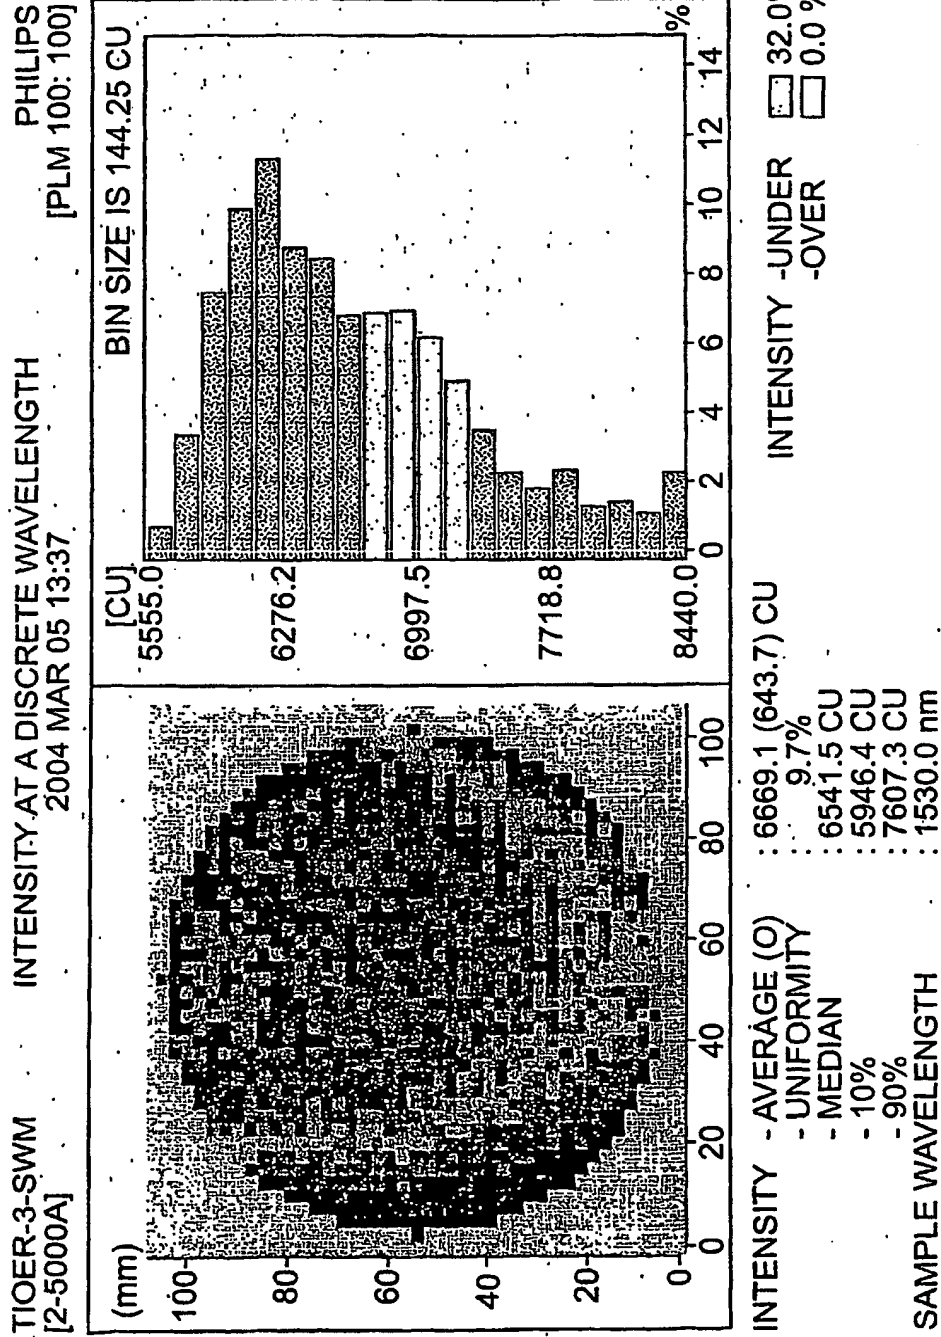 TIOER-3-SWM INTENSITY AT A DISCRETE WAVELENGTH PHILIPS
[2-5000A] 2004 MAR 05 13:37 [PLM 100: 100]
(mm)
100
80
60
40
20
0
0 20 40 60 80 100
[CU] BIN SIZE IS 144.25 CU
5555.0
6276.2
6997.5
7718.8
8440.0
0 2 4 6 8 10 12 14 %
INTENSITY - AVERAGE (O) : 6669.1 (643.7) CU INTENSITY -UNDER 32.0
- UNIFORMITY : 9.7% -OVER 0.0 %
- MEDIAN : 6541.5 CU
- 10% : 5946.4 CU
- 90% : 7607.3 CU
SAMPLE WAVELENGTH : 1530.0 nm